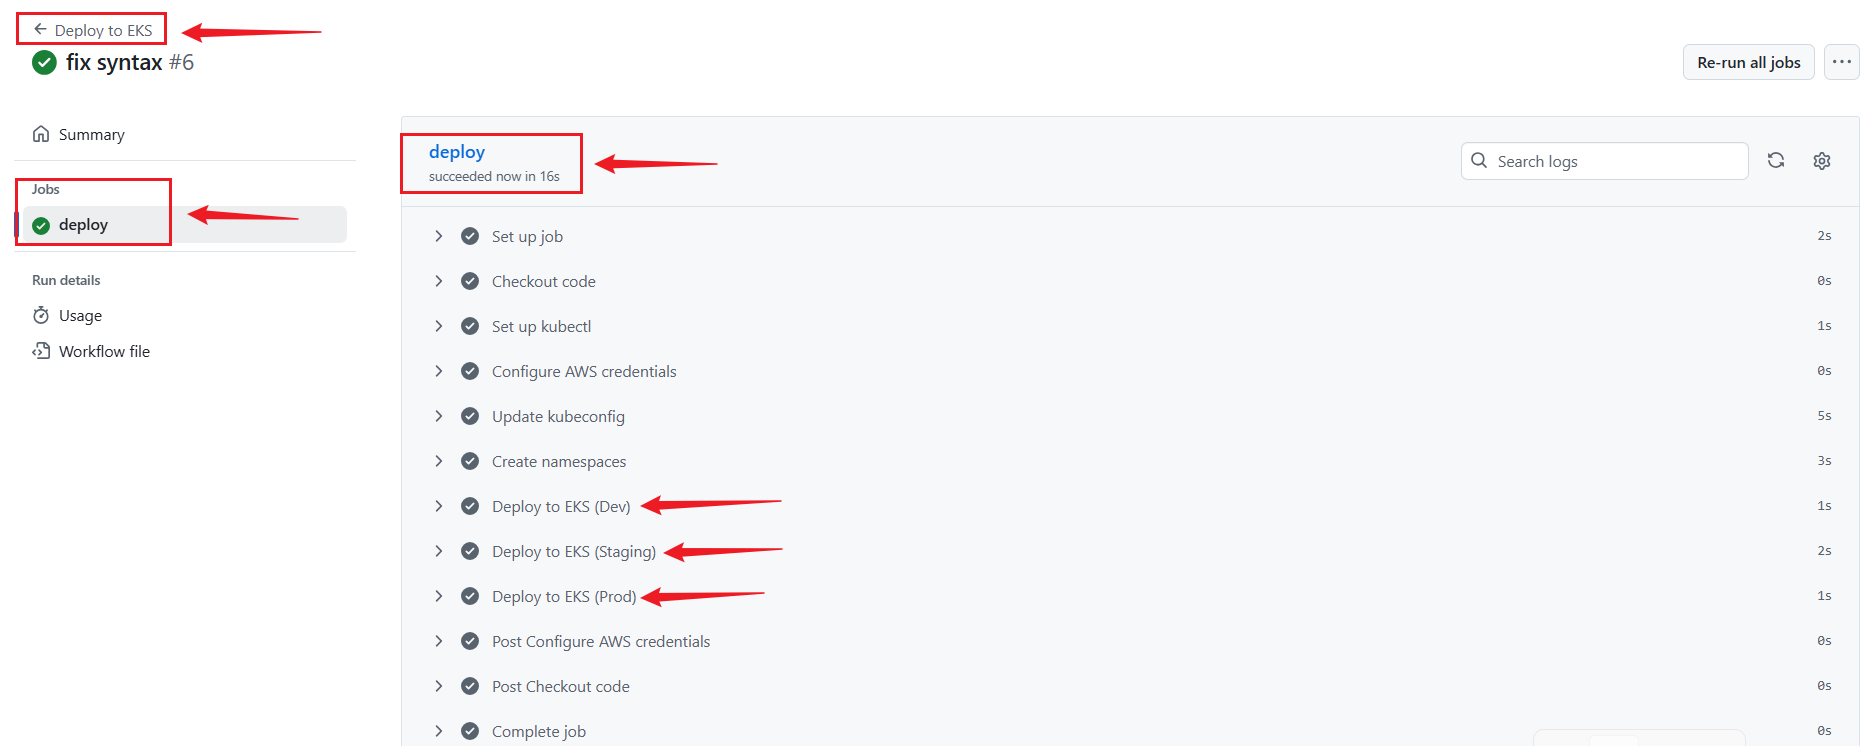 Deploy to EKS
fix syntax #6
Re-run all jobs
Summary
Jobs
deploy
Run details
Usage
Workflow file
deploy
succeeded now in 16s
Search logs
Set up job 2s
Checkout code 0s
Set up kubectl 1s
Configure AWS credentials 0s
Update kubeconfig 5s
Create namespaces 3s
Deploy to EKS (Dev) 1s
Deploy to EKS (Staging) 2s
Deploy to EKS (Prod) 1s
Post Configure AWS credentials 0s
Post Checkout code 0s
Complete job 0s